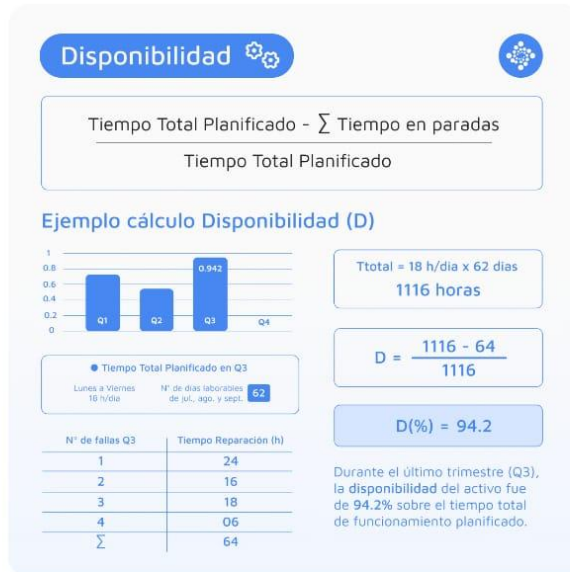 Disponibilidad
Tiempo Total Planificado - ∑ Tiempo en paradas
Tiempo Total Planificado
Ejemplo cálculo Disponibilidad (D)
1
0.8
0.6
0.4
0.2
0
Q1
Q2
0.942
Q3
Q4
Tiempo Total Planificado en Q3
Lunes a Viernes
18 h/dia
N° de dias laborables
de jul., ago. y sept.
62
N° de fallas Q3 Tiempo Reparación (h)
1 24
2 16
3 18
4 06
∑ 64
Ttotal = 18 h/dia x 62 dias
1116 horas
D = 1116 - 64
1116
D(%) = 94.2
Durante el último trimestre (Q3),
la disponibilidad del activo fue
de 94.2% sobre el tiempo total
de funcionamiento planificado.